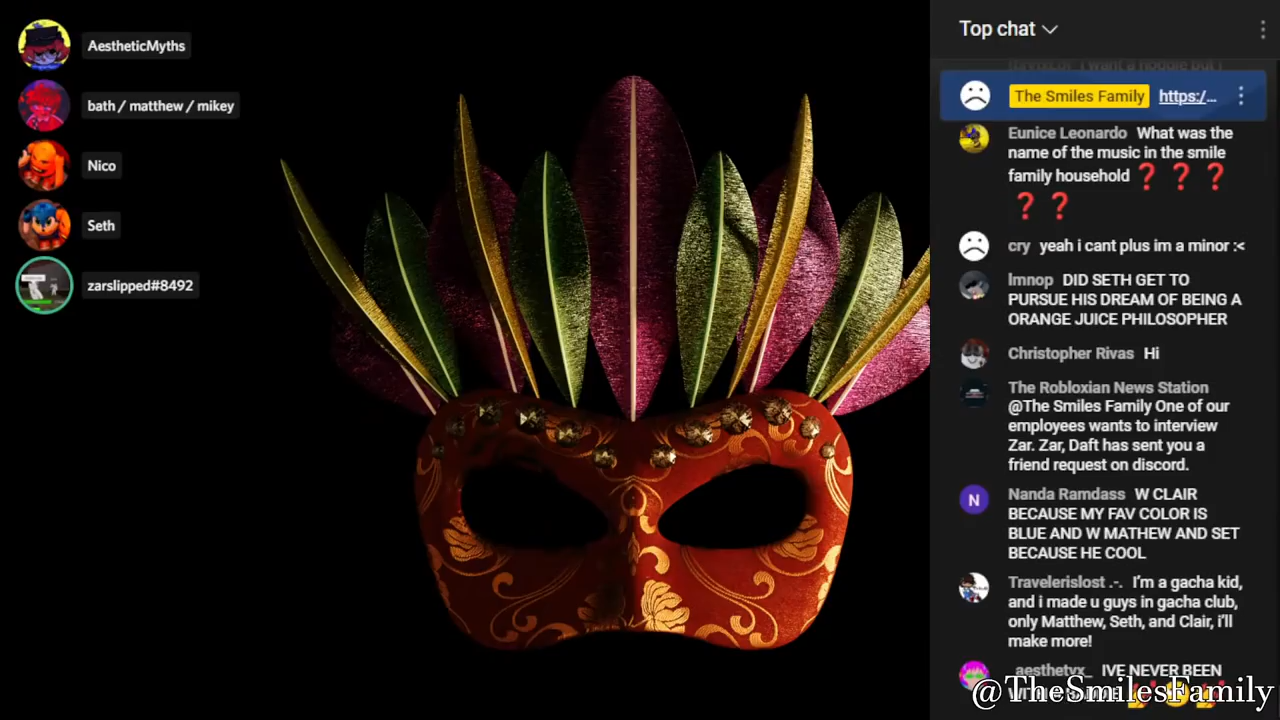 AestheticMyths
bath / matthew / mikey
Nico
Seth
zarslipped#8492
Top chat
The Smiles Family https:/...
Eunice Leonardo What was the
name of the music in the smile
family household ❓ ❓ ❓
❓ ❓
cry yeah i cant plus im a minor :<
lmnop DID SETH GET TO
PURSUE HIS DREAM OF BEING A
ORANGE JUICE PHILOSOPHER
Christopher Rivas Hi
The Robloxian News Station
@The Smiles Family One of our
employees wants to interview
Zar. Zar, Daft has sent you a
friend request on discord.
N
Nanda Ramdass W CLAIR
BECAUSE MY FAV COLOR IS
BLUE AND W MATHEW AND SET
BECAUSE HE COOL
Travelerislost .-. I'm a gacha kid,
and i made u guys in gacha club,
only Matthew, Seth, and Clair, i'll
make more!
_aesthetyx_ IVE NEVER BEEN
@TheSmilesFamily